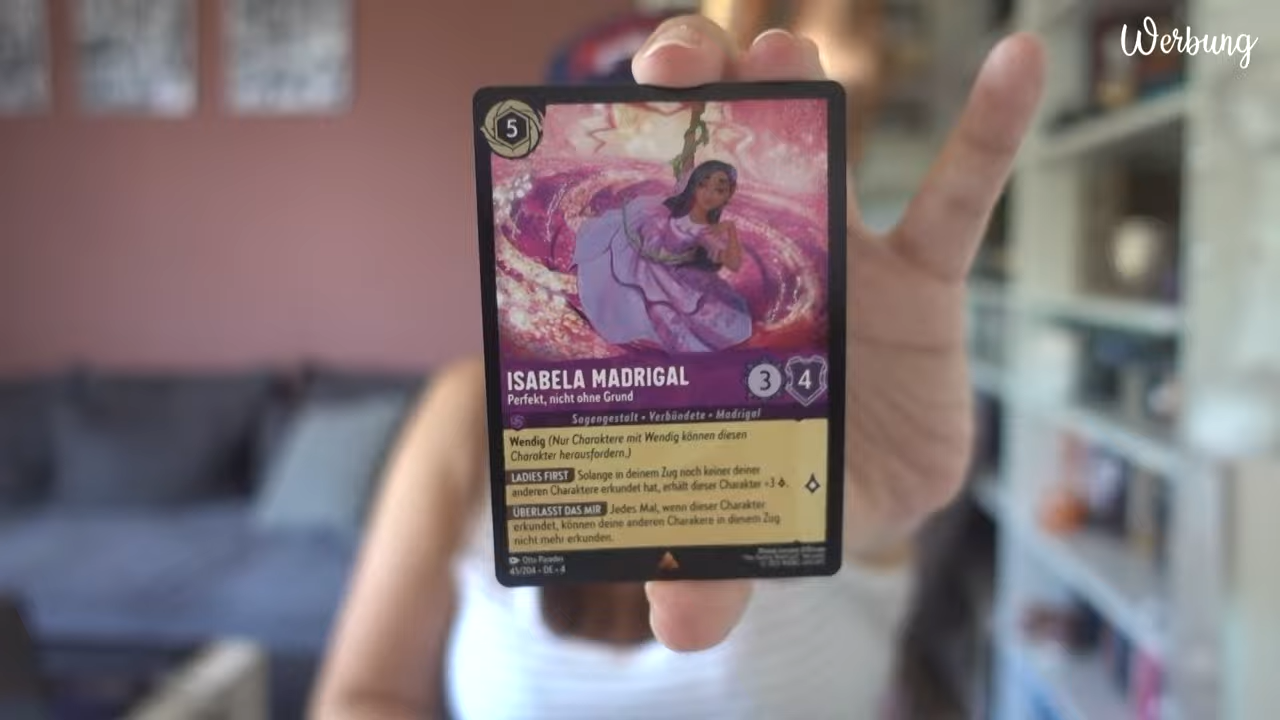 Werbung
5
ISABELA MADRIGAL
Perfekt, nicht ohne Grund
3 4
Sagengestalt • Verbündete • Madrigal
Wendig (Nur Charaktere mit Wendig können diesen
Charakter herausfordern.)
LADIES FIRST Solange in deinem Zug noch keiner deiner
anderen Charaktere erkundet hat, erhält dieser Charakter +3
ÜBERLASST DAS MIR Jedes Mal, wenn dieser Charakter
erkundet, können deine anderen Charaktere in diesem Zug
nicht mehr erkunden.
Otto Paredes
45/204 • DE • 4